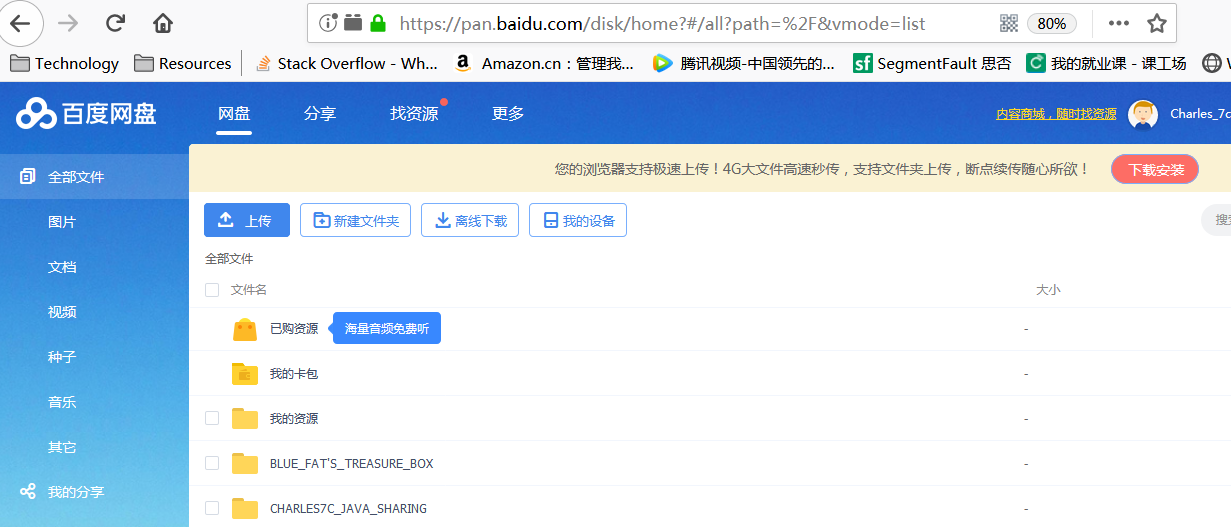 https://pan.baidu.com/disk/home?#/all?path=%2F&vmode=list 80%
Technology Resources Stack Overflow - Wh... Amazon.cn：管理我... 腾讯视频-中国领先的... SegmentFault 思否 我的就业课 - 课工场 W
百度网盘 网盘 分享 找资源 更多 内容商城，随时找资源 Charles_7c
您的浏览器支持极速上传！4G大文件高速秒传，支持文件夹上传，断点续传随心所欲！ 下载安装
全部文件
图片
文档
视频
种子
音乐
其它
我的分享
上传 新建文件夹 离线下载 我的设备 搜
全部文件
文件名 大小
已购资源 海量音频免费听 -
我的卡包 -
我的资源 -
BLUE_FAT'S_TREASURE_BOX -
CHARLES7C_JAVA_SHARING -